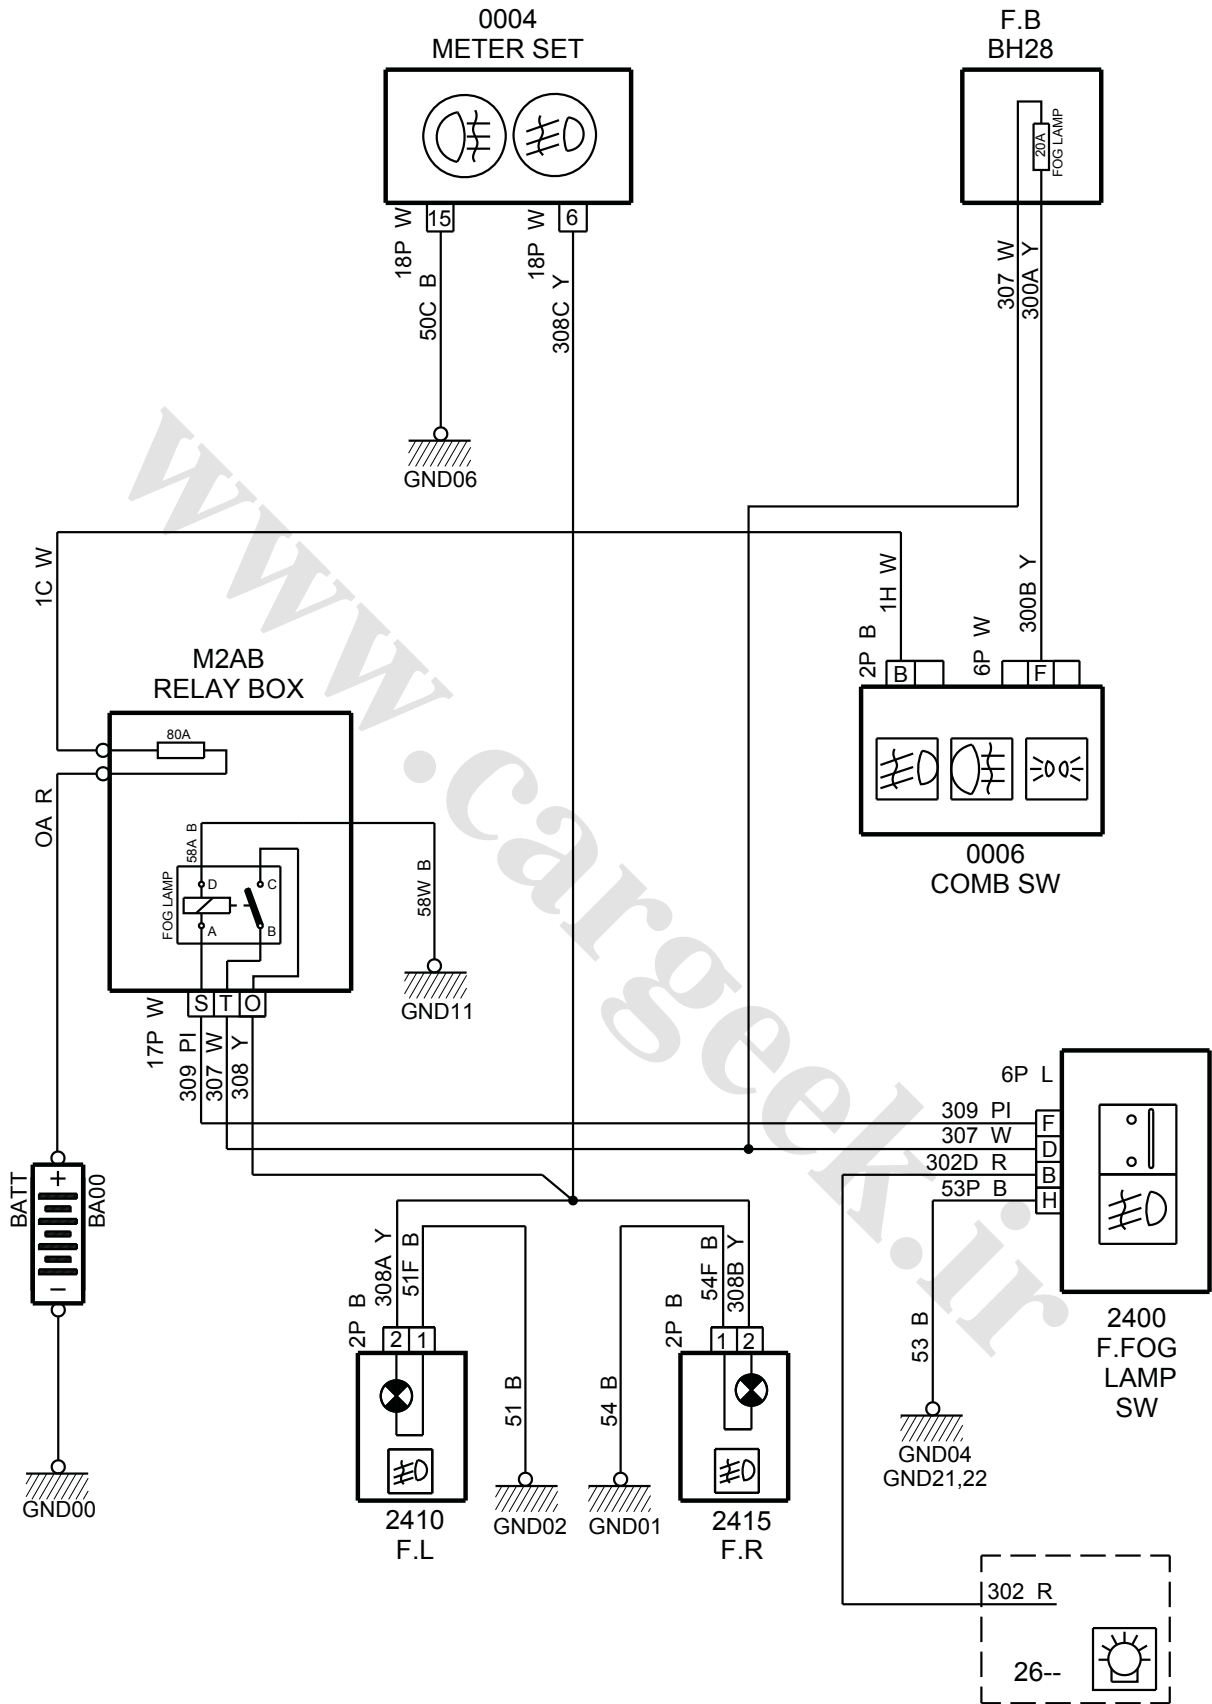 0004
METER SET
F.B
BH28
20A
FOG LAMP
15
6
18P W
18P W
50C B
308C Y
307 W
300A Y
GND06
1C W
1H W
300B Y
2P B
6P W
B
F
M2AB
RELAY BOX
80A
OA R
58A B
58W B
FOG LAMP
D
C
A
B
0006
COMB SW
S
T
O
GND11
17P W
309 PI
307 W
308 Y
6P L
309 PI
F
307 W
D
302D R
B
53P B
H
BATT
+
BA00
−
308A Y
51F B
54F B
308B Y
2P B
2
1
2P B
1
2
51 B
54 B
53 B
2400
F.FOG
LAMP
SW
GND04
GND21,22
GND00
GND02
GND01
2410
F.L
2415
F.R
302 R
26--
www.cargeek.ir